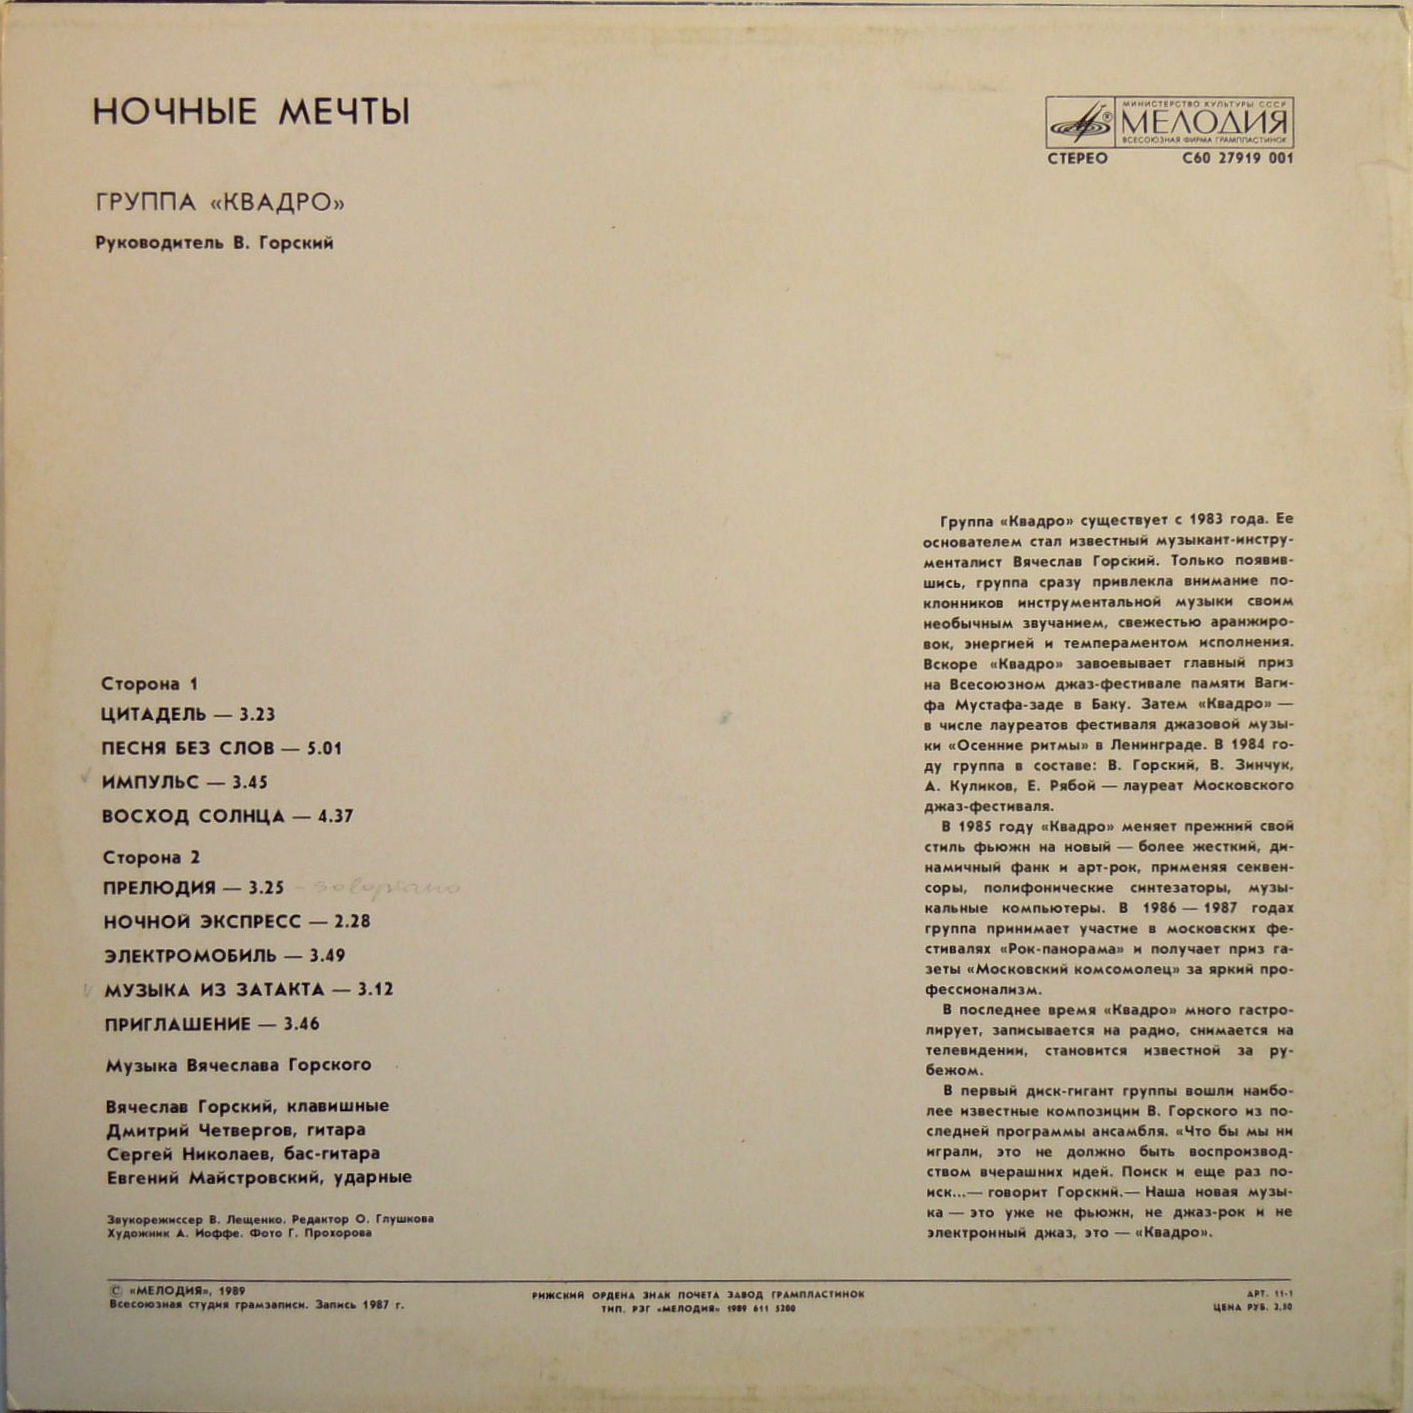 НОЧНЫЕ МЕЧТЫ
ГРУППА «КВАДРО»
Руководитель В. Горский
МИНИСТЕРСТВО КУЛЬТУРЫ СССР
МЕЛОДИЯ
ВСЕСОЮЗНАЯ ФИРМА ГРАМПЛАСТИНОК
СТЕРЕО С60 27919 001
Сторона 1
ЦИТАДЕЛЬ — 3.23
ПЕСНЯ БЕЗ СЛОВ — 5.01
ИМПУЛЬС — 3.45
ВОСХОД СОЛНЦА — 4.37
Сторона 2
ПРЕЛЮДИЯ — 3.25 - solopiano
НОЧНОЙ ЭКСПРЕСС — 2.28
ЭЛЕКТРОМОБИЛЬ — 3.49
МУЗЫКА ИЗ ЗАТАКТА — 3.12
ПРИГЛАШЕНИЕ — 3.46
Музыка Вячеслава Горского
Вячеслав Горский, клавишные
Дмитрий Четвергов, гитара
Сергей Николаев, бас-гитара
Евгений Майстровский, ударные
Звукорежиссер В. Лещенко. Редактор О. Глушкова
Художник А. Иоффе. Фото Г. Прохорова
Группа «Квадро» существует с 1983 года. Ее
основателем стал известный музыкант-инстру-
менталист Вячеслав Горский. Только появив-
шись, группа сразу привлекла внимание по-
клонников инструментальной музыки своим
необычным звучанием, свежестью аранжиро-
вок, энергией и темпераментом исполнения.
Вскоре «Квадро» завоевывает главный приз
на Всесоюзном джаз-фестивале памяти Ваги-
фа Мустафа-заде в Баку. Затем «Квадро» —
в числе лауреатов фестиваля джазовой музы-
ки «Осенние ритмы» в Ленинграде. В 1984 го-
ду группа в составе: В. Горский, В. Зинчук,
А. Куликов, Е. Рябой — лауреат Московского
джаз-фестиваля.
В 1985 году «Квадро» меняет прежний свой
стиль фьюжн на новый — более жесткий, ди-
намичный фанк и арт-рок, применяя секвен-
соры, полифонические синтезаторы, музы-
кальные компьютеры. В 1986 — 1987 годах
группа принимает участие в московских фе-
стивалях «Рок-панорама» и получает приз га-
зеты «Московский комсомолец» за яркий про-
фессионализм.
В последнее время «Квадро» много гастро-
лирует, записывается на радио, снимается на
телевидении, становится известной за ру-
бежом.
В первый диск-гигант группы вошли наибо-
лее известные композиции В. Горского из по-
следней программы ансамбля. «Что бы мы ни
играли, это не должно быть воспроизвод-
ством вчерашних идей. Поиск и еще раз по-
иск...— говорит Горский.— Наша новая музы-
ка — это уже не фьюжн, не джаз-рок и не
электронный джаз, это — «Квадро».
© «МЕЛОДИЯ», 1989
Всесоюзная студия грамзаписи. Запись 1987 г.
РИЖСКИЙ ОРДЕНА ЗНАК ПОЧЕТА ЗАВОД ГРАМПЛАСТИНОК
ТИП. РЗГ «МЕЛОДИЯ» 1989 611 5200
АРТ. 11-1
ЦЕНА РУБ. 2.50